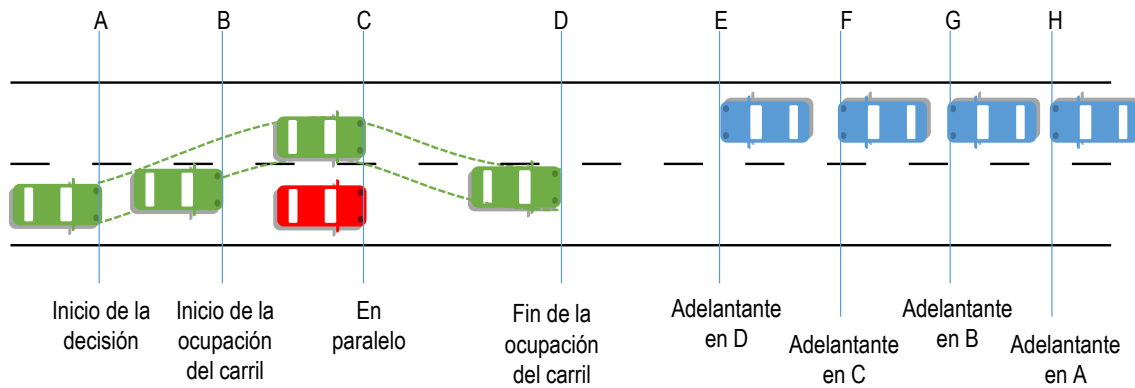 A B C D E F G H
Inicio de la
decisión
Inicio de la
ocupación
del carril
En
paralelo
Fin de la
ocupación
del carril
Adelantante
en D
Adelantante
en C
Adelantante
en B
Adelantante
en A